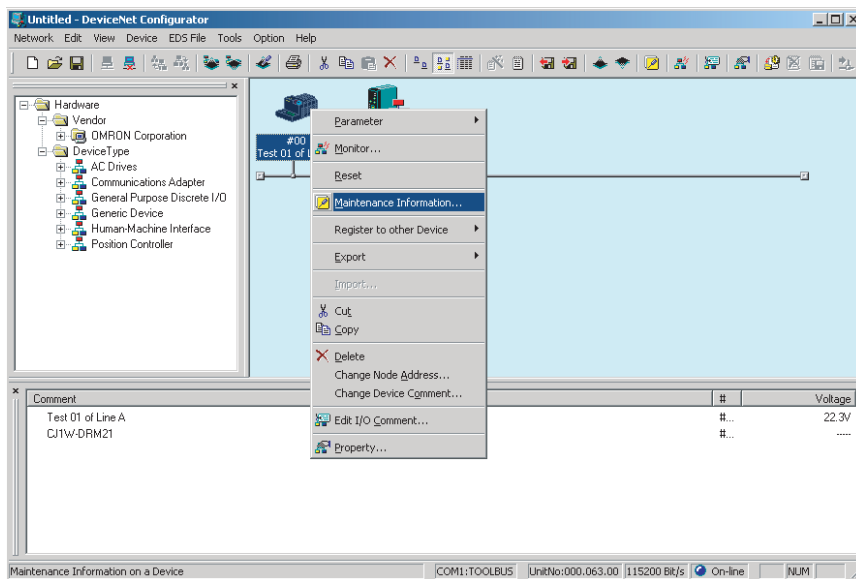 Untitled - DeviceNet Configurator
Network Edit View Device EDS File Tools Option Help
Hardware
Vendor
OMRON Corporation
DeviceType
AC Drives
Communications Adapter
General Purpose Discrete I/O
Generic Device
Human-Machine Interface
Position Controller
#00
Test 01 of
Parameter
Monitor...
Reset
Maintenance Information...
Register to other Device
Export
Import...
Cut
Copy
Delete
Change Node Address...
Change Device Comment...
Edit I/O Comment...
Property...
Comment # Voltage
Test 01 of Line A #... 22.3V
CJ1W-DRM21 #... -----
Maintenance Information on a Device COM1:TOOLBUS UnitNo:000.063.00 115200 Bit/s On-line NUM